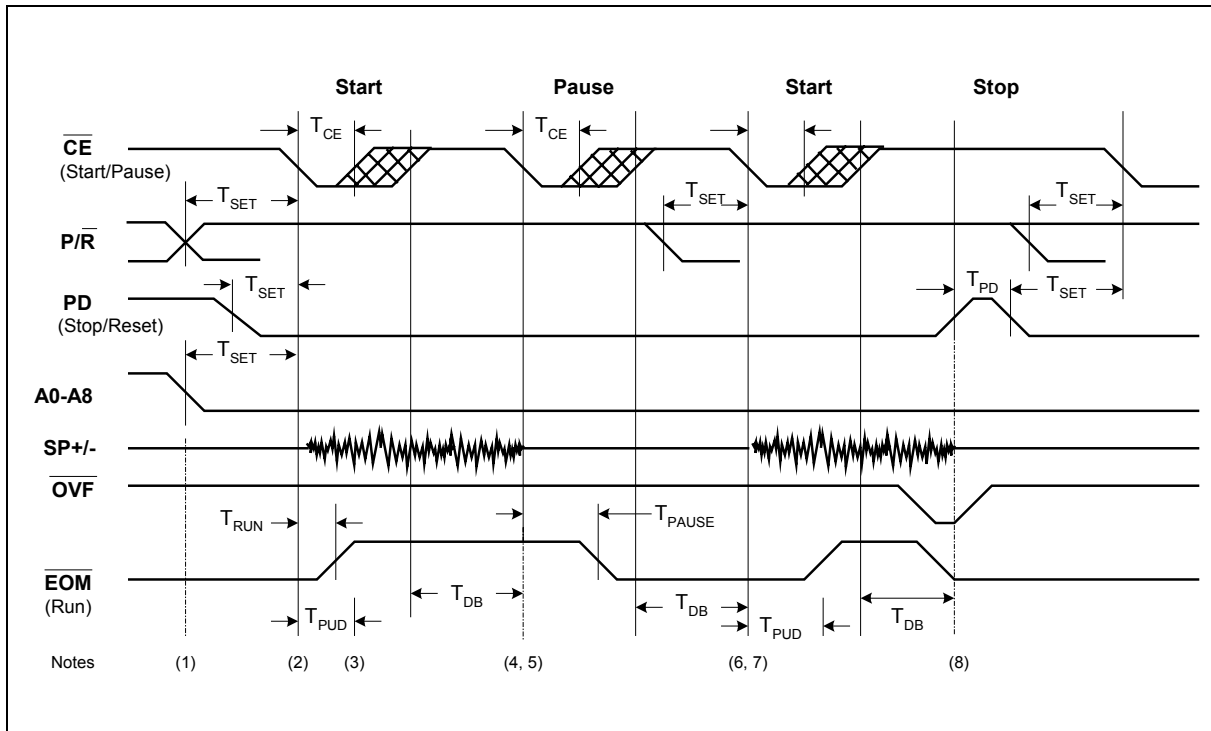 Start Pause Start Stop
T_CE T_CE
CE
(Start/Pause)
T_SET T_SET T_SET
P/R
T_SET T_PD T_SET
PD
(Stop/Reset)
T_SET
A0-A8
SP+/-
OVF
T_RUN T_PAUSE
EOM
(Run)
T_DB T_DB T_DB
T_PUD T_PUD
Notes (1) (2) (3) (4, 5) (6, 7) (8)